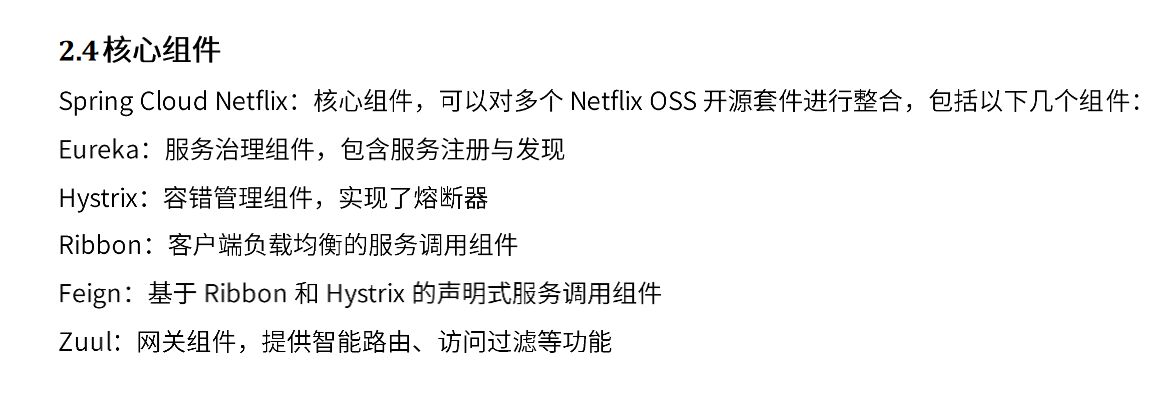 2.4核心组件
Spring Cloud Netflix：核心组件，可以对多个 Netflix OSS 开源套件进行整合，包括以下几个组件：
Eureka：服务治理组件，包含服务注册与发现
Hystrix：容错管理组件，实现了熔断器
Ribbon：客户端负载均衡的服务调用组件
Feign：基于 Ribbon 和 Hystrix 的声明式服务调用组件
Zuul：网关组件，提供智能路由、访问过滤等功能